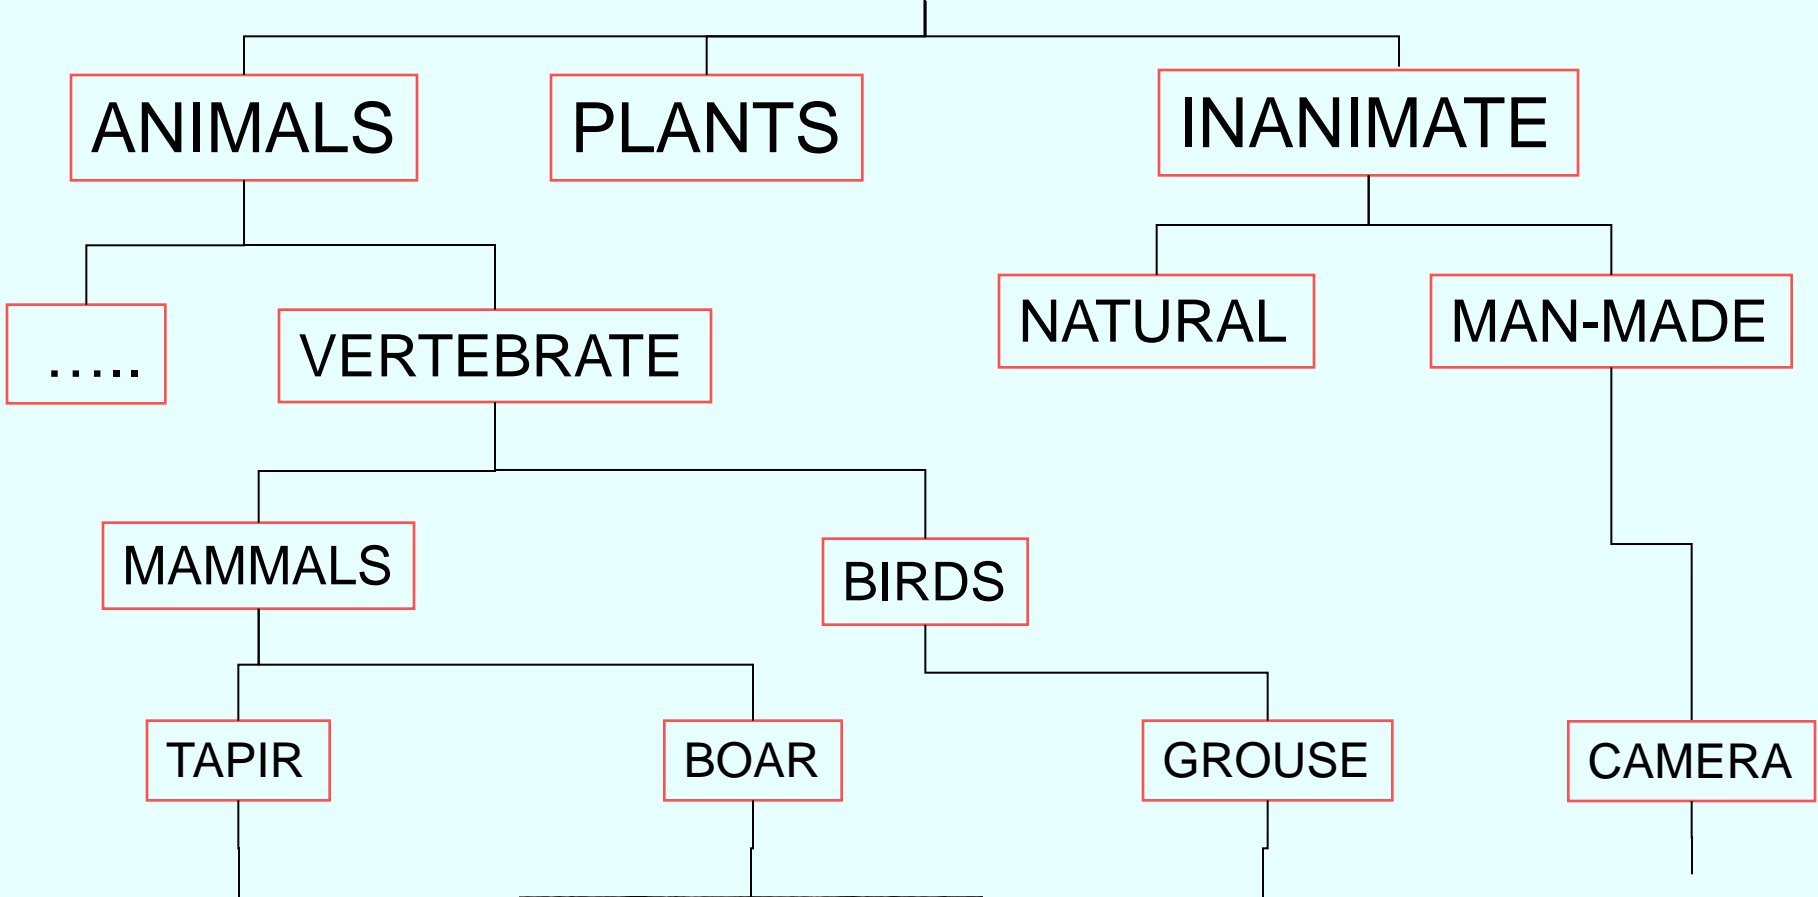 ANIMALS
PLANTS
INANIMATE
.....
VERTEBRATE
NATURAL
MAN-MADE
MAMMALS
BIRDS
TAPIR
BOAR
GROUSE
CAMERA